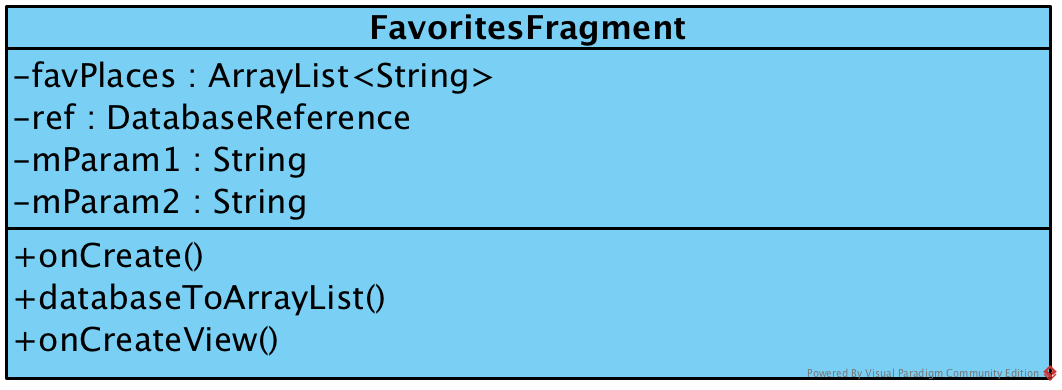 FavoritesFragment
-favPlaces : ArrayList<String>
-ref : DatabaseReference
-mParam1 : String
-mParam2 : String
+onCreate()
+databaseToArrayList()
+onCreateView()
Powered By Visual Paradigm Community Edition